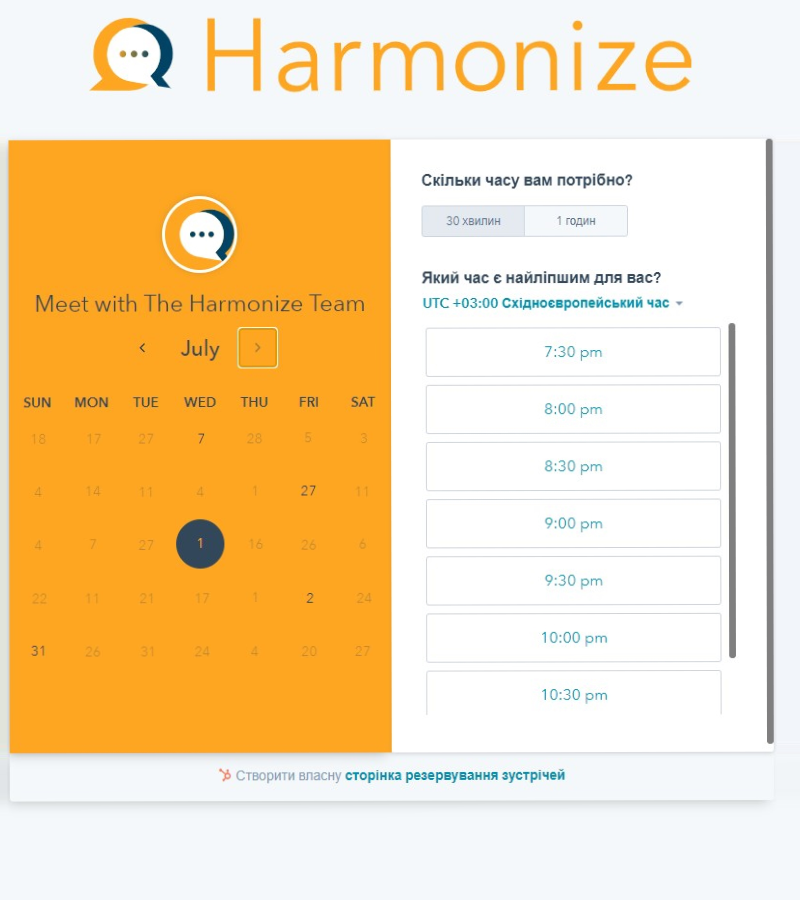 Harmonize
Meet with The Harmonize Team
July
SUN MON TUE WED THU FRI SAT
18 17 27 7 28 5 3
4 14 11 4 1 27 11
4 7 27 1 16 26 6
22 11 21 17 1 2 24
31 26 31 24 4 20 27
Скільки часу вам потрібно?
30 хвилин 1 годин
Який час є найліпшим для вас?
UTC +03:00 Східноєвропейський час
7:30 pm
8:00 pm
8:30 pm
9:00 pm
9:30 pm
10:00 pm
10:30 pm
Створити власну сторінка резервування зустрічей